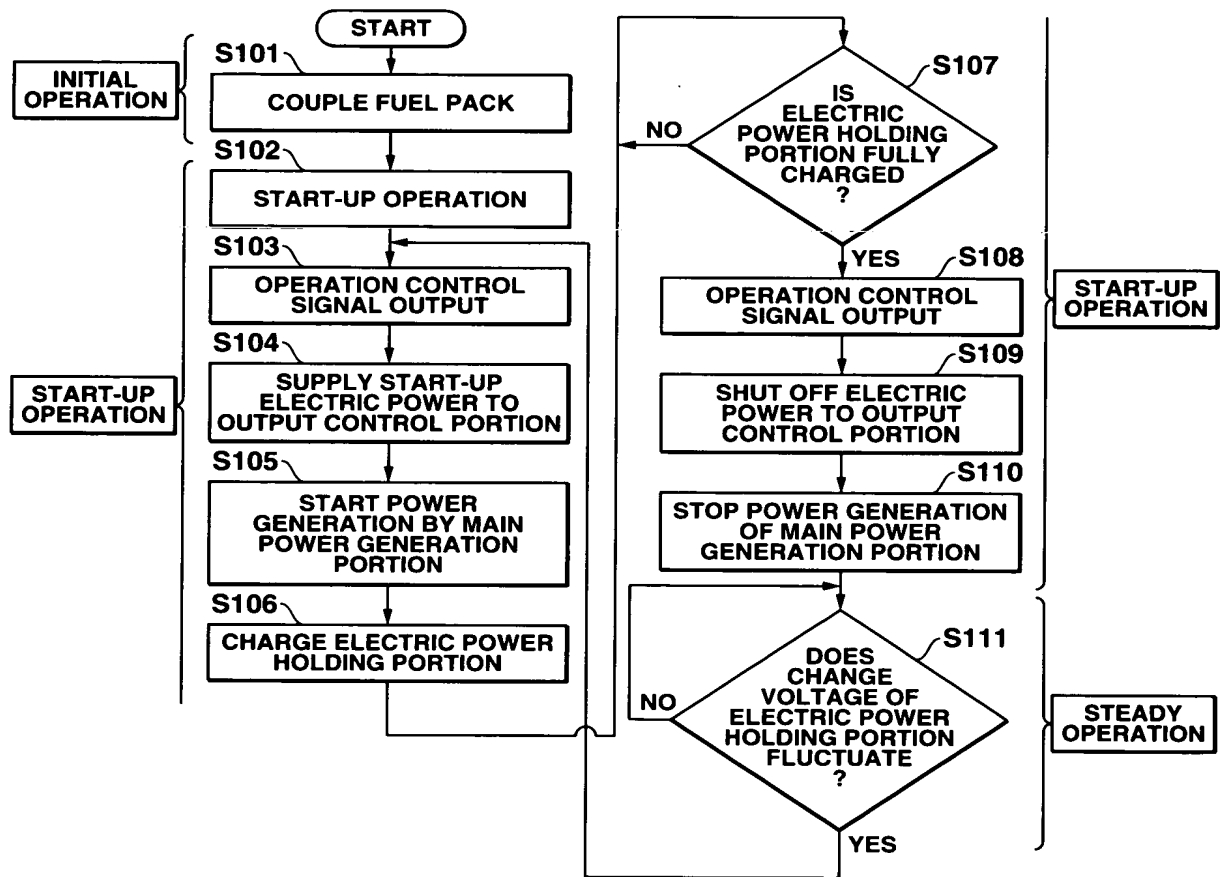 START
S101
INITIAL
OPERATION
COUPLE FUEL PACK
S102
START-UP OPERATION
S103
OPERATION CONTROL
SIGNAL OUTPUT
S104
START-UP
OPERATION
SUPPLY START-UP
ELECTRIC POWER TO
OUTPUT CONTROL PORTION
S105
START POWER
GENERATION BY MAIN
POWER GENERATION
PORTION
S106
CHARGE ELECTRIC POWER
HOLDING PORTION
S107
IS
ELECTRIC
POWER HOLDING
PORTION FULLY
CHARGED
?
NO
YES
S108
OPERATION CONTROL
SIGNAL OUTPUT
START-UP
OPERATION
S109
SHUT OFF ELECTRIC
POWER TO OUTPUT
CONTROL PORTION
S110
STOP POWER GENERATION
OF MAIN POWER
GENERATION PORTION
S111
DOES
CHANGE
VOLTAGE OF
ELECTRIC POWER
HOLDING PORTION
FLUCTUATE
?
NO
YES
STEADY
OPERATION